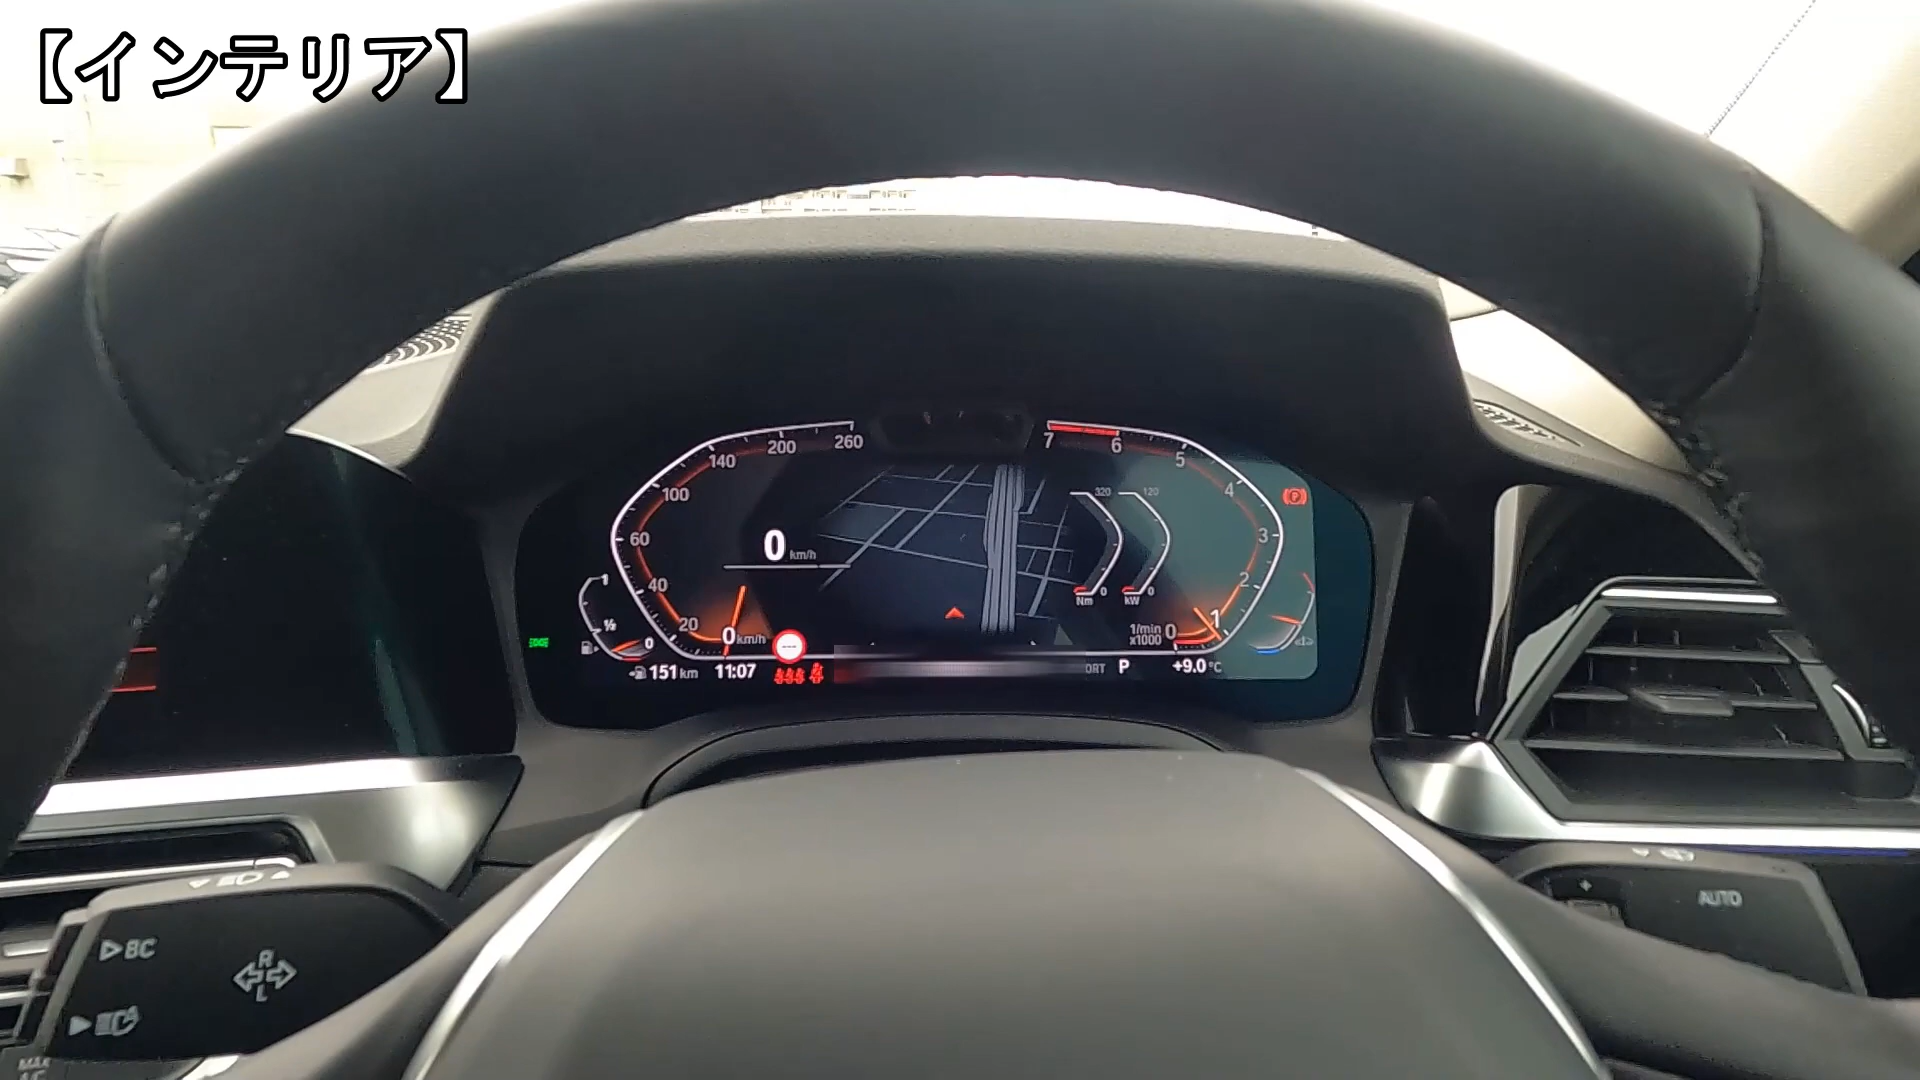 【インテリア】
260
200
140
100
60
40
20
0 km/h
0 km/h
1
½
0
151 km
11:07
7
6
5
4
3
2
1
0
1/min
x1000
320
120
Nm 0
kW 0
P
+9.0 °C
(P)
BC
R
L
AUTO
MAX